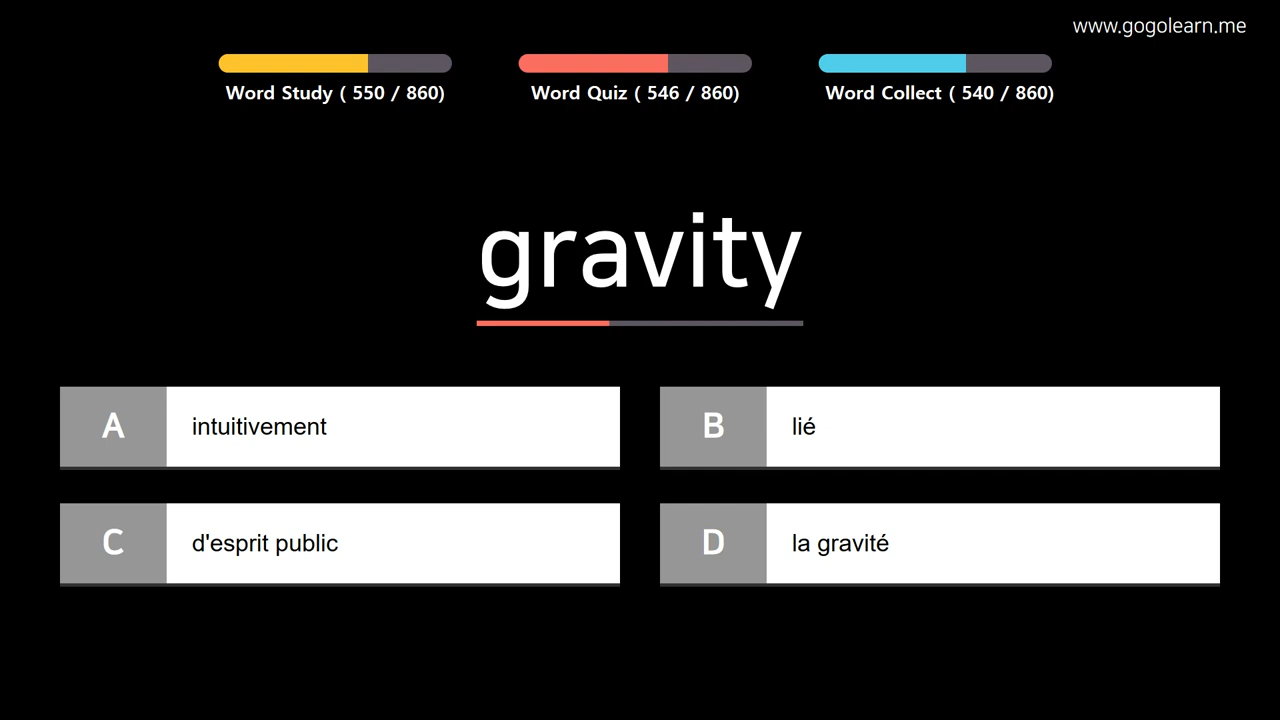 www.gogolearn.me
Word Study ( 550 / 860)
Word Quiz ( 546 / 860)
Word Collect ( 540 / 860)
gravity
A
intuitivement
B
lié
C
d'esprit public
D
la gravité